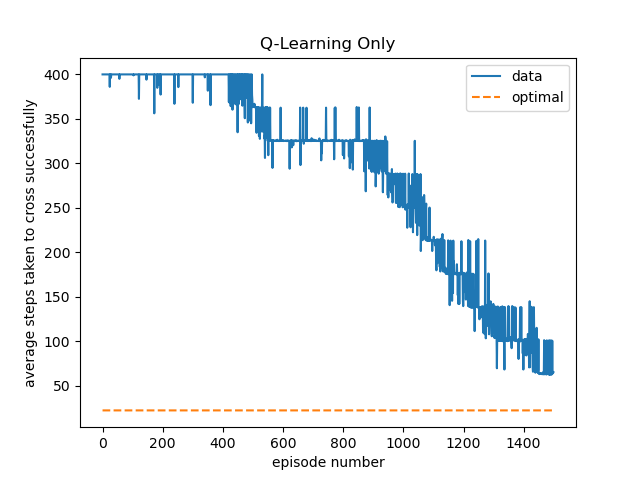 Q-Learning Only
data
optimal
average steps taken to cross successfully
400
350
300
250
200
150
100
50
0 200 400 600 800 1000 1200 1400
episode number